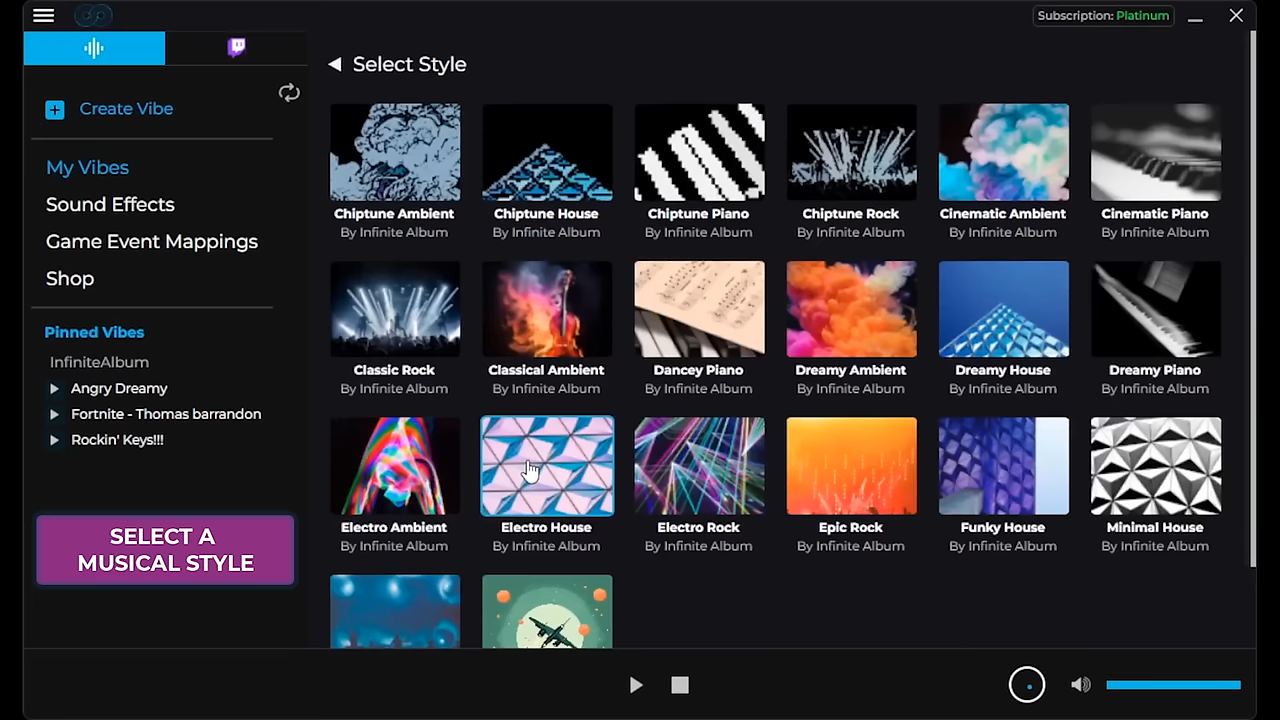 Subscription: Platinum
Select Style
Create Vibe
My Vibes
Sound Effects
Game Event Mappings
Shop
Pinned Vibes
InfiniteAlbum
Angry Dreamy
Fortnite - Thomas barrandon
Rockin' Keys!!!
SELECT A
MUSICAL STYLE
Chiptune Ambient
By Infinite Album
Chiptune House
By Infinite Album
Chiptune Piano
By Infinite Album
Chiptune Rock
By Infinite Album
Cinematic Ambient
By Infinite Album
Cinematic Piano
By Infinite Album
Classic Rock
By Infinite Album
Classical Ambient
By Infinite Album
Dancey Piano
By Infinite Album
Dreamy Ambient
By Infinite Album
Dreamy House
By Infinite Album
Dreamy Piano
By Infinite Album
Electro Ambient
By Infinite Album
Electro House
By Infinite Album
Electro Rock
By Infinite Album
Epic Rock
By Infinite Album
Funky House
By Infinite Album
Minimal House
By Infinite Album